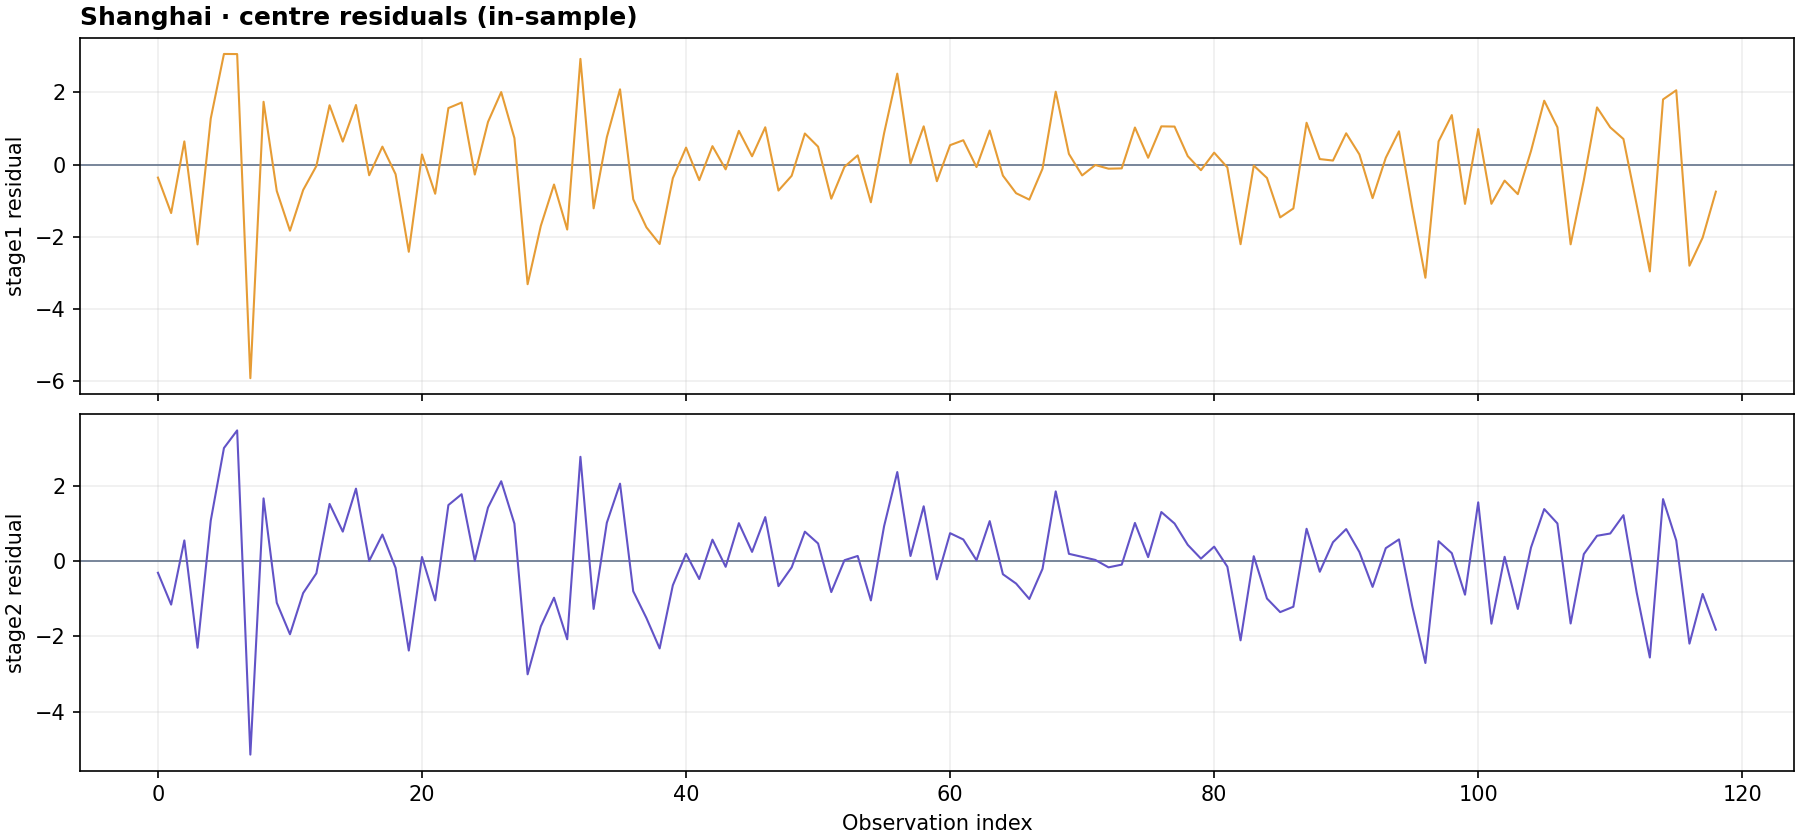 Shanghai · centre residuals (in-sample)
stage1 residual
2
0
−2
−4
−6
stage2 residual
2
0
−2
−4
0 20 40 60 80 100 120
Observation index